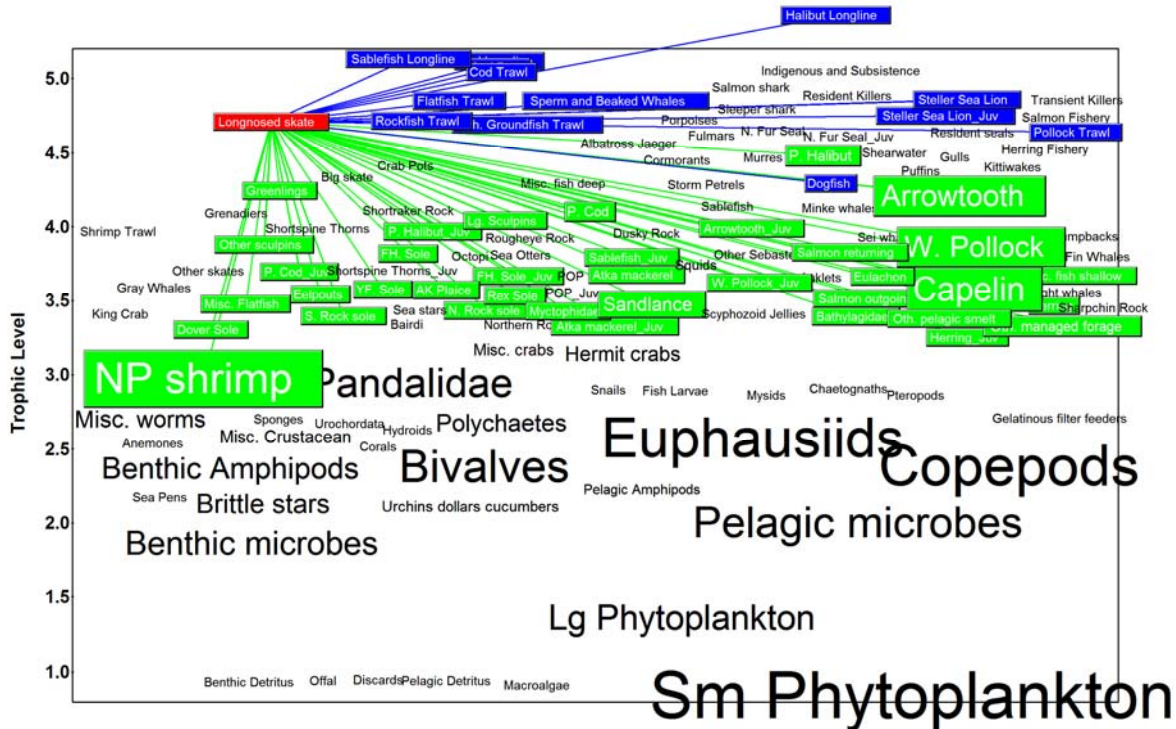 Halibut Longline
Sablefish Longline
Cod Trawl
5.0
Indigenous and Subsistence
Salmon shark
Resident Killers
Flatfish Trawl
Sperm and Beaked Whales
Steller Sea Lion
Transient Killers
Sleeper shark
Steller Sea Lion_Juv
Salmon Fishery
Longnosed skate
Rockfish Trawl
h. Groundfish Trawl
Porpolses
N. Fur Seal
N. Fur Seal_Juv
Resident seals
Pollock Trawl
Fulmars
Albatross Jaeger
Herring Fishery
4.5
Cormorants
Murres
P. Halibut
Shearwater
Gulls
Crab Pots
Kittiwakes
Puffins
Big skate
Misc. fish deep
Storm Petrels
Dogfish
Arrowtooth
Greenlings
Grenadiers
Shortraker Rock
Lg. Sculpins
P. Cod
Sablefish
Minke whales
4.0
Shrimp Trawl
Shortspine Thorns
P. Halibut_Juv
Rougheye Rock
Dusky Rock
Arrowtooth_Juv
Sei
W. Pollock
Other sculpins
FH. Sole
Octopi
Sea Otters
Sablefish_Juv
Other Sebaste
Salmon returning
Fin Whales
Other skates
P. Cod_Juv
Shortspine Thorns_Juv
FH. Sole_Juv
POP
Atka mackerel
Squids
W. Pollock_Juv
Eulachon
Capelin
c. fish shallow
Gray Whales
Eelpouts
YF. Sole
AK Plaice
Rex Sole
POP_Juv
3.5
Misc. Flatfish
Sandlance
Salmon outgoin
ght whales
King Crab
S. Rock sole
Sea stars
N. Rock sole
Myctophidae
Scyphozoid Jellies
Bathylagidae
Oth. pelagic smelt
Sharpchin Rock
Dover Sole
Bairdi
Northern Ro
Atka mackerel_Juv
Herring_Juv
Oth. managed forage
Misc. crabs
Hermit crabs
Trophic Level
3.0
NP shrimp
Pandalidae
Snails
Fish Larvae
Mysids
Chaetognaths
Pteropods
Misc. worms
Sponges
Urochordata
Hydroids
Polychaetes
Gelatinous filter feeders
Anemones
Misc. Crustacean
Corals
Euphausiids
2.5
Benthic Amphipods
Bivalves
Copepods
Sea Pens
Brittle stars
Urchins dollars cucumbers
Pelagic Amphipods
2.0
Benthic microbes
Pelagic microbes
1.5
Lg Phytoplankton
1.0
Benthic Detritus
Offal
Discards
Pelagic Detritus
Macroalgae
Sm Phytoplankton